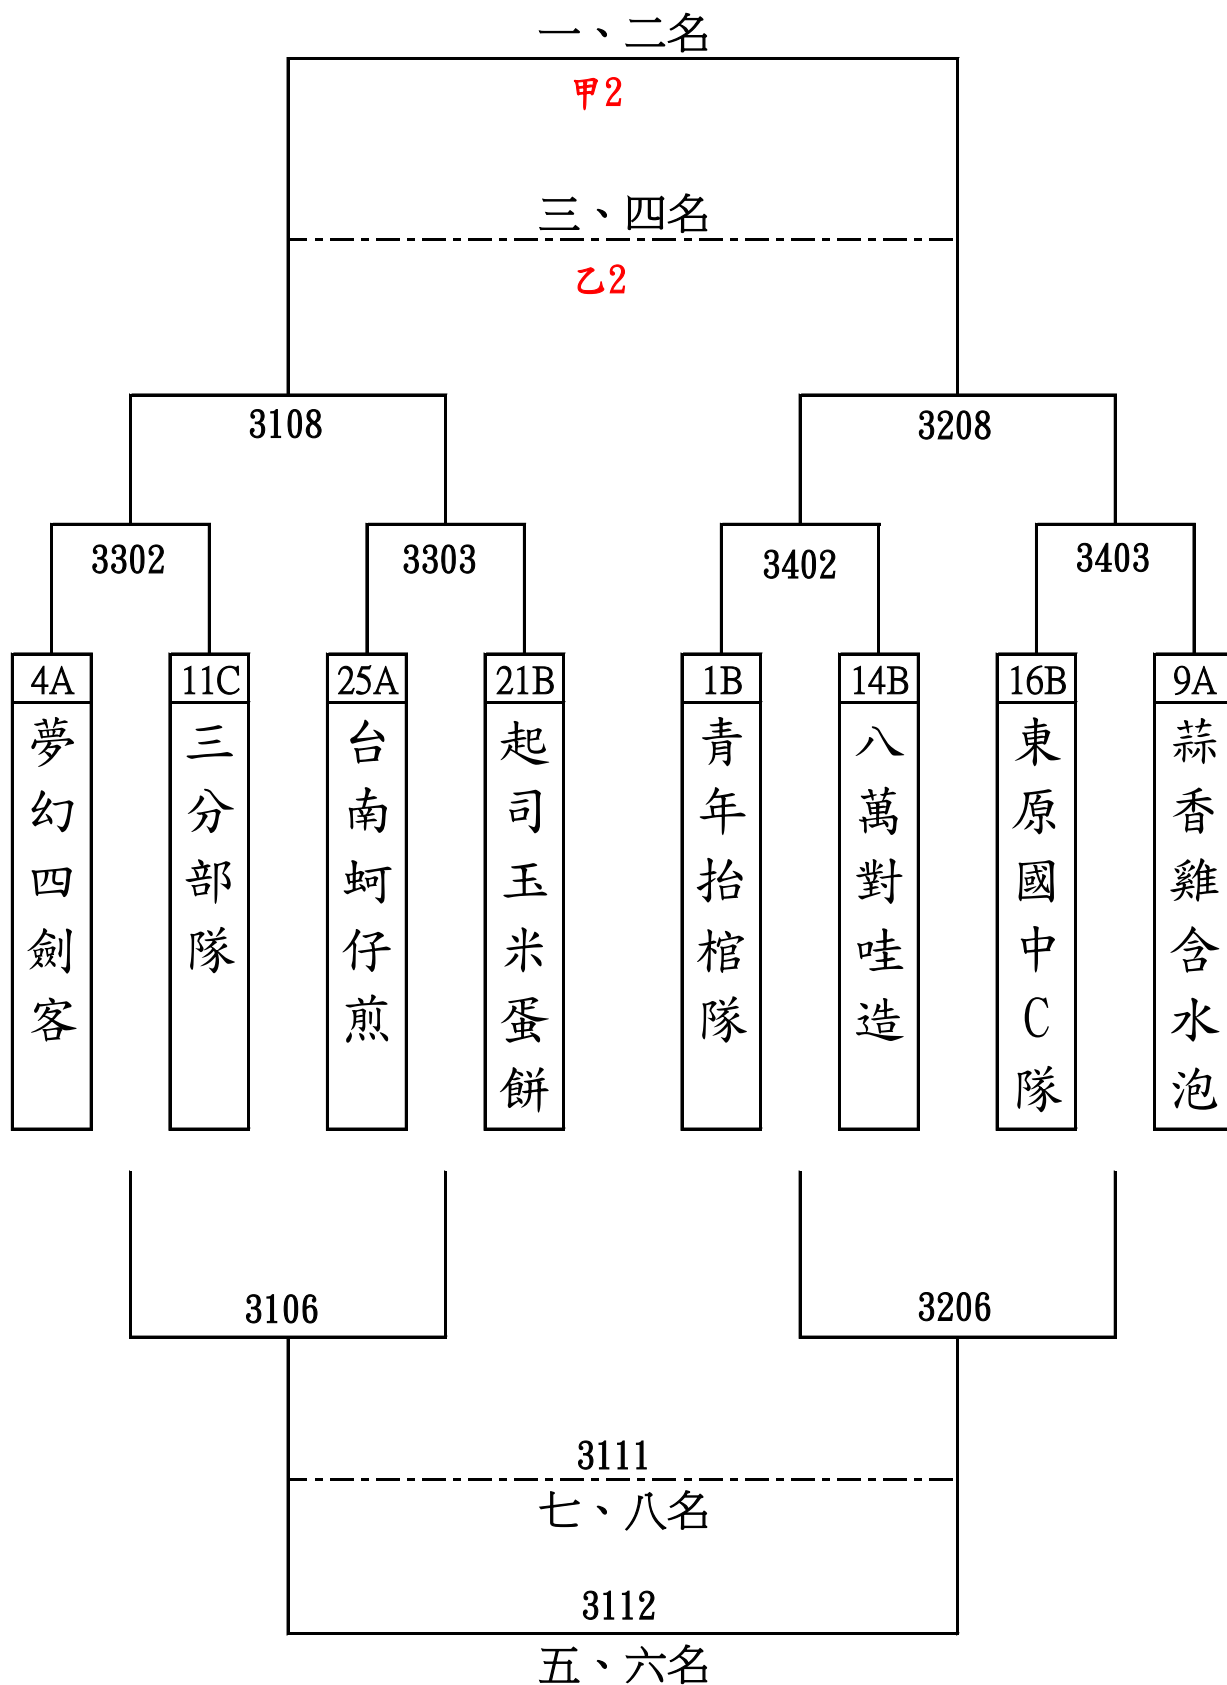 一、二名
甲2
三、四名
乙2
3108
3208
3302
3303
3402
3403
4A
11C
25A
21B
1B
14B
16B
9A
夢幻四劍客
三分部隊
台南蚵仔煎
起司玉米蛋餅
青年抬棺隊
八萬對哇造
東原國中C隊
蒜香雞含水泡
3106
3206
3111
七、八名
3112
五、六名